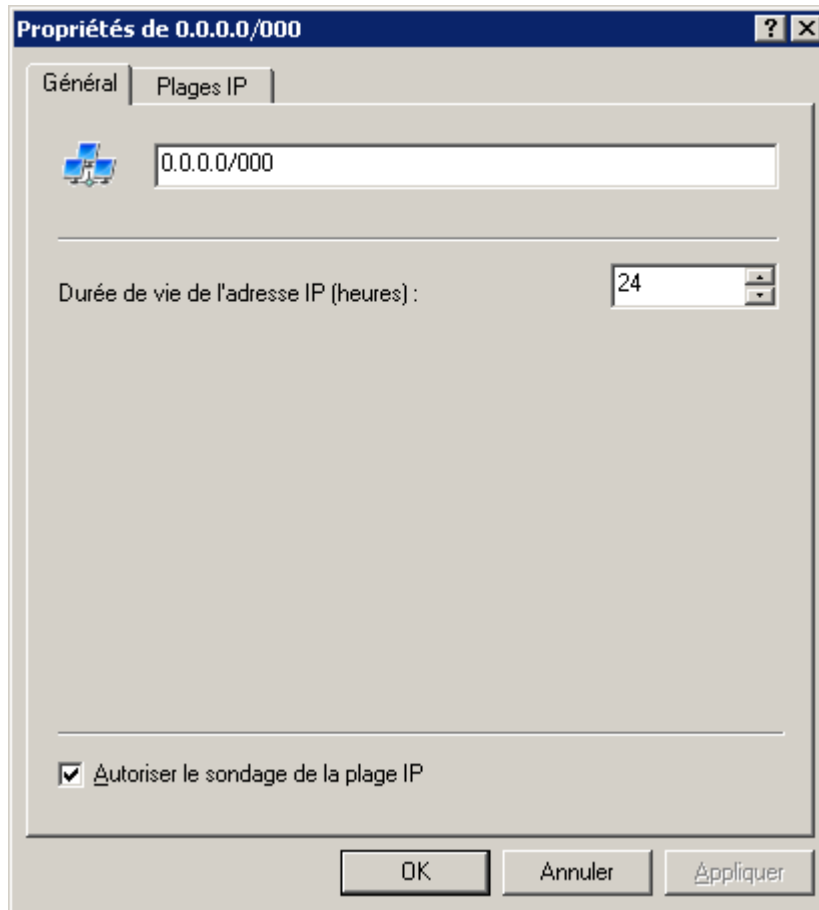 Propriétés de 0.0.0.0/000
Général Plages IP
0.0.0.0/000
Durée de vie de l'adresse IP (heures) : 24
Autoriser le sondage de la plage IP
OK Annuler Appliquer